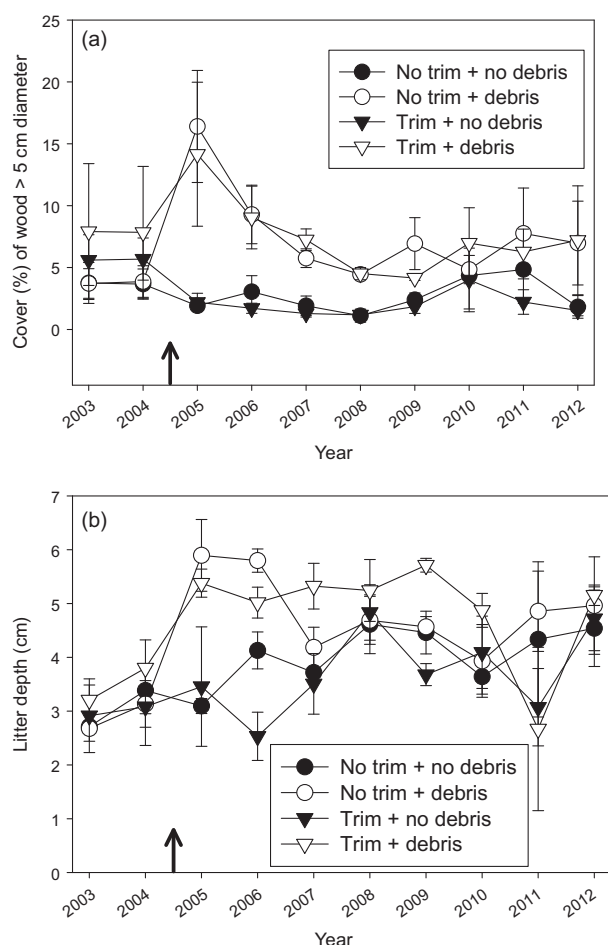 (a)
No trim + no debris
No trim + debris
Trim + no debris
Trim + debris
Cover (%) of wood > 5 cm diameter
25
20
15
10
5
0
2003 2004 2005 2006 2007 2008 2009 2010 2011 2012
Year
(b)
Litter depth (cm)
7
6
5
4
3
2
1
0
No trim + no debris
No trim + debris
Trim + no debris
Trim + debris
2003 2004 2005 2006 2007 2008 2009 2010 2011 2012
Year